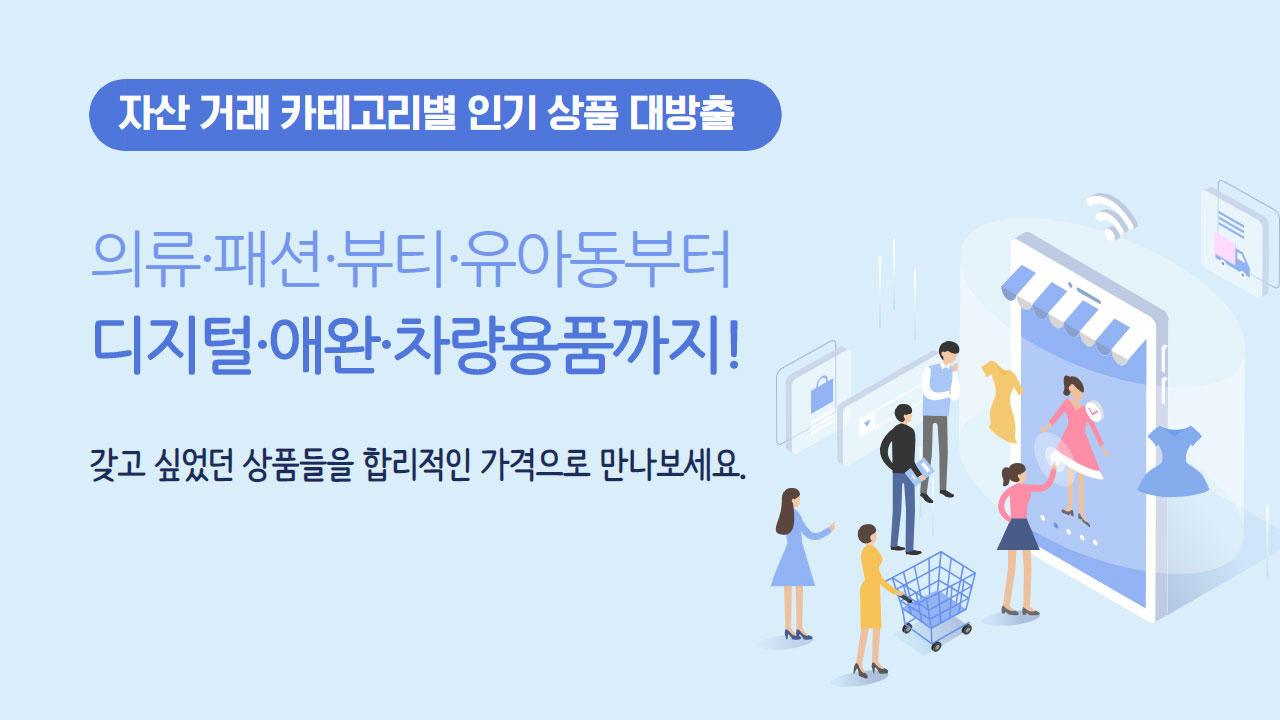 자산 거래 카테고리별 인기 상품 대방출
의류·패션·뷰티·유아동부터
디지털·애완·차량용품까지!
갖고 싶었던 상품들을 합리적인 가격으로 만나보세요.